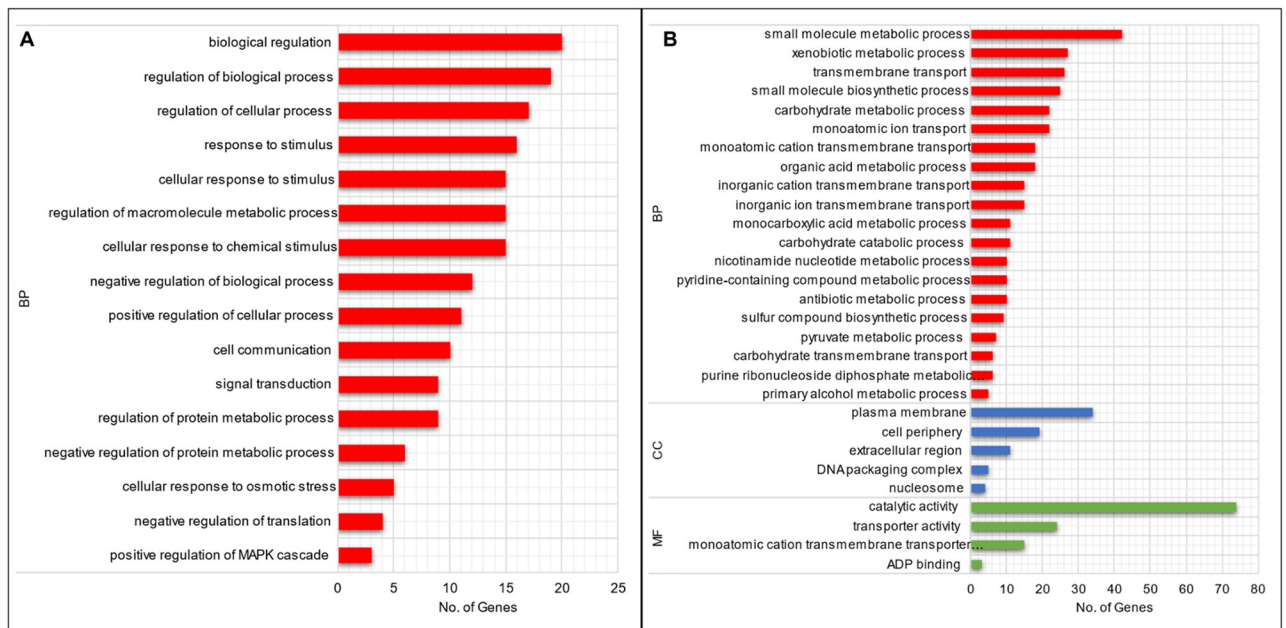 A
biological regulation
regulation of biological process
regulation of cellular process
response to stimulus
cellular response to stimulus
regulation of macromolecule metabolic process
cellular response to chemical stimulus
negative regulation of biological process
positive regulation of cellular process
cell communication
signal transduction
regulation of protein metabolic process
negative regulation of protein metabolic process
cellular response to osmotic stress
negative regulation of translation
positive regulation of MAPK cascade
BP
0 5 10 15 20 25
No. of Genes
B
small molecule metabolic process
xenobiotic metabolic process
transmembrane transport
small molecule biosynthetic process
carbohydrate metabolic process
monoatomic ion transport
monoatomic cation transmembrane transport
organic acid metabolic process
inorganic cation transmembrane transport
inorganic ion transmembrane transport
monocarboxylic acid metabolic process
carbohydrate catabolic process
nicotinamide nucleotide metabolic process
pyridine-containing compound metabolic process
antibiotic metabolic process
sulfur compound biosynthetic process
pyruvate metabolic process
carbohydrate transmembrane transport
purine ribonucleoside diphosphate metabolic...
primary alcohol metabolic process
BP
plasma membrane
cell periphery
extracellular region
DNA packaging complex
nucleosome
CC
catalytic activity
transporter activity
monoatomic cation transmembrane transporter...
ADP binding
MF
0 10 20 30 40 50 60 70 80
No. of Genes